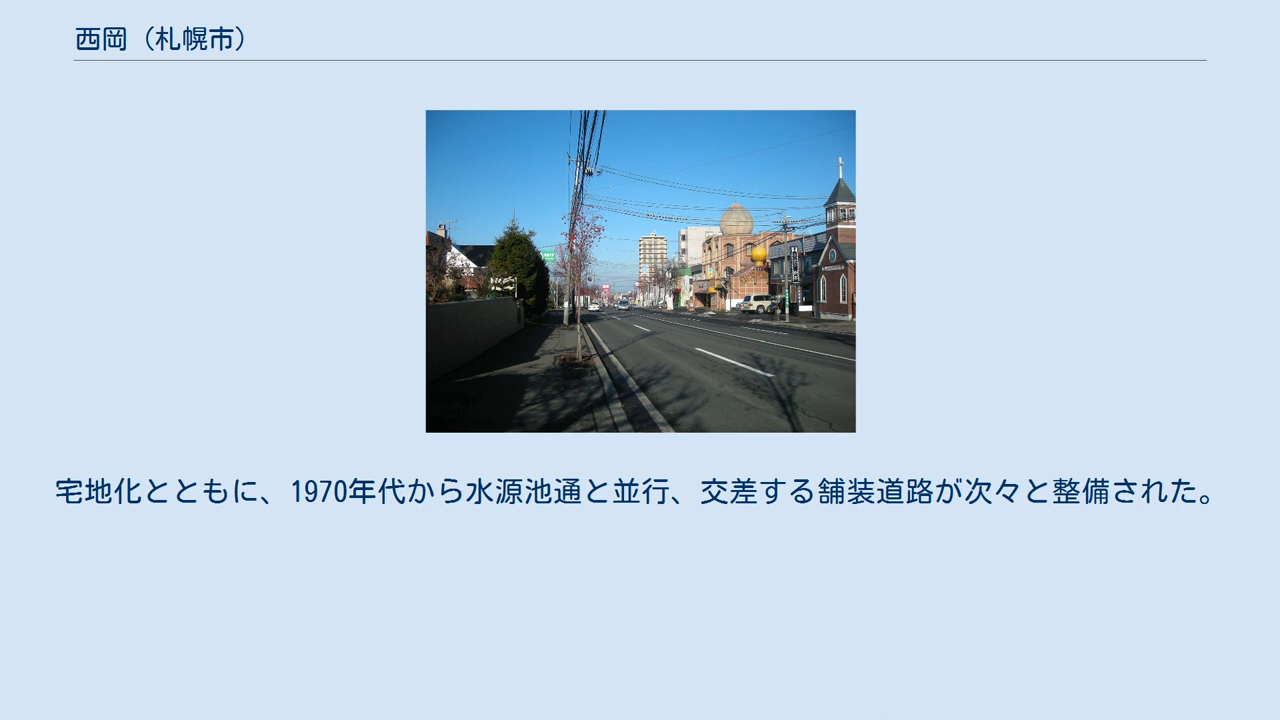 西岡（札幌市）
宅地化とともに、1970年代から水源池通と並行、交差する舗装道路が次々と整備された。